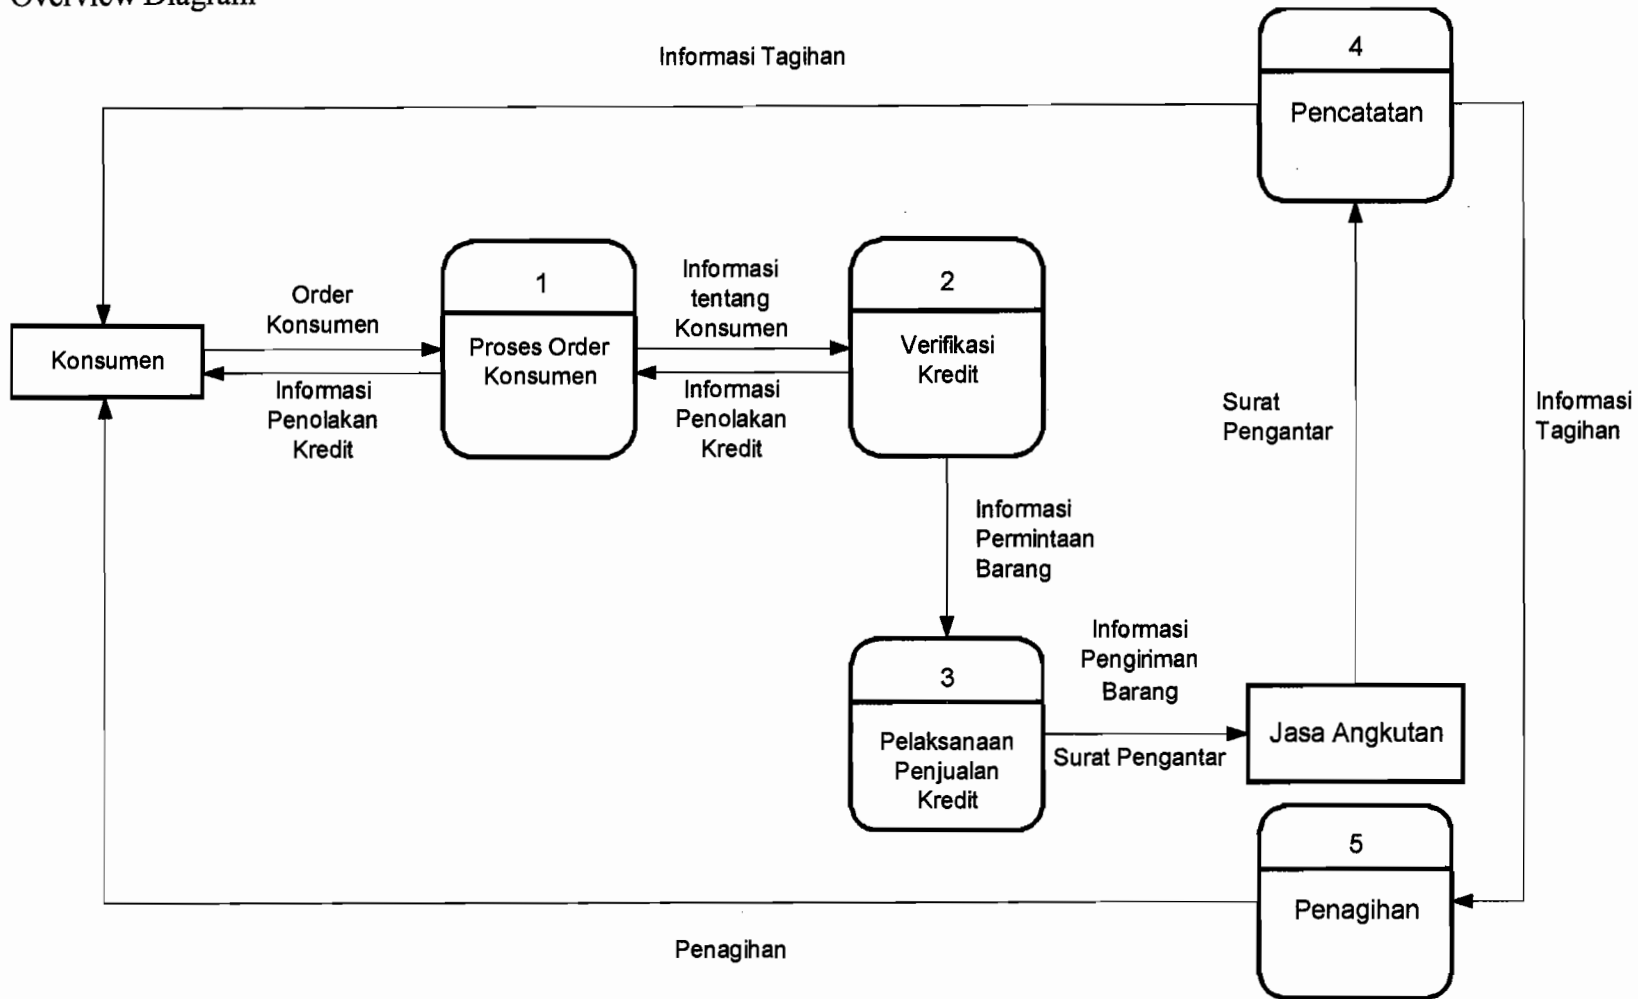 Overview Diagram
Informasi Tagihan
4
Pencatatan
Konsumen
Order
Konsumen
Informasi
Penolakan
Kredit
1
Proses Order
Konsumen
Informasi
tentang
Konsumen
Informasi
Penolakan
Kredit
2
Verifikasi
Kredit
Surat
Pengantar
Informasi
Tagihan
Informasi
Permintaan
Barang
3
Pelaksanaan
Penjualan
Kredit
Informasi
Pengiriman
Barang
Surat Pengantar
Jasa Angkutan
5
Penagihan
Penagihan